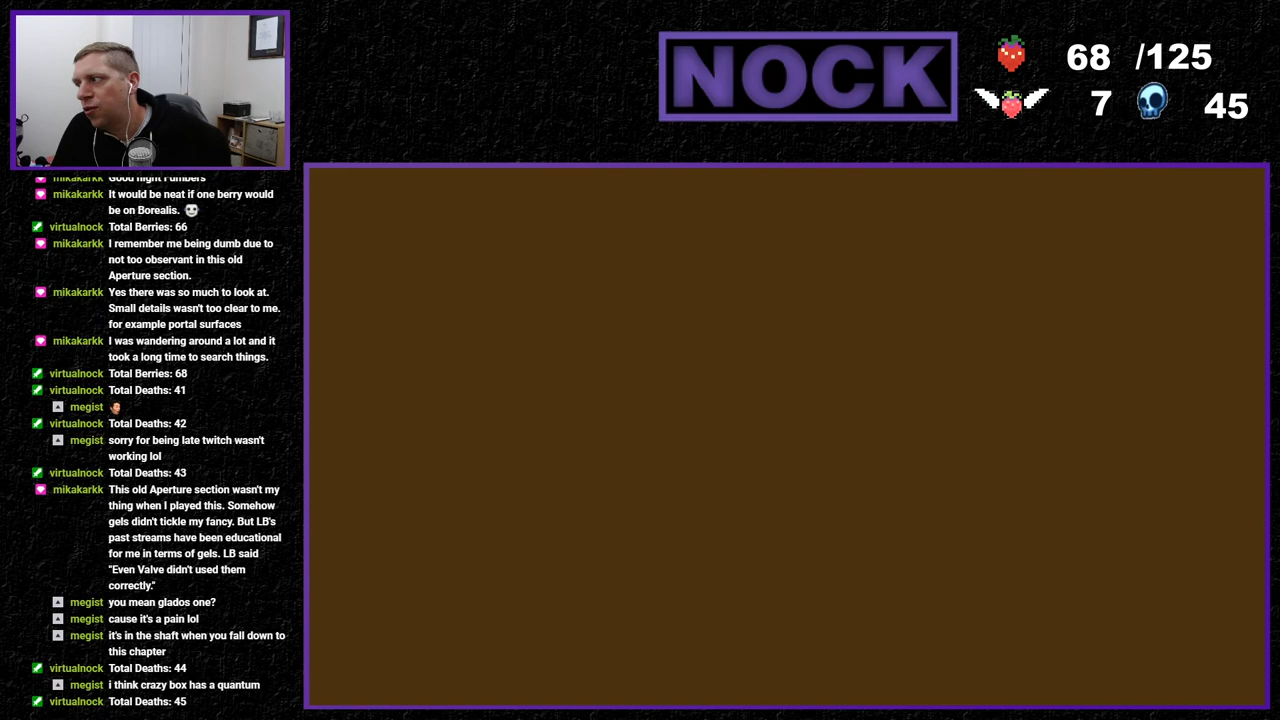 NOCK
68 /125
7 45
mikakarkk Good night Fumbers
mikakarkk It would be neat if one berry would
be on Borealis.
virtualnock Total Berries: 66
mikakarkk I remember me being dumb due to
not too observant in this old
Aperture section.
mikakarkk Yes there was so much to look at.
Small details wasn't too clear to me.
for example portal surfaces
mikakarkk I was wandering around a lot and it
took a long time to search things.
virtualnock Total Berries: 68
virtualnock Total Deaths: 41
megist
virtualnock Total Deaths: 42
megist sorry for being late twitch wasn't
working lol
virtualnock Total Deaths: 43
mikakarkk This old Aperture section wasn't my
thing when I played this. Somehow
gels didn't tickle my fancy. But LB's
past streams have been educational
for me in terms of gels. LB said
"Even Valve didn't used them
correctly."
megist you mean glados one?
megist cause it's a pain lol
megist it's in the shaft when you fall down to
this chapter
virtualnock Total Deaths: 44
megist i think crazy box has a quantum
virtualnock Total Deaths: 45